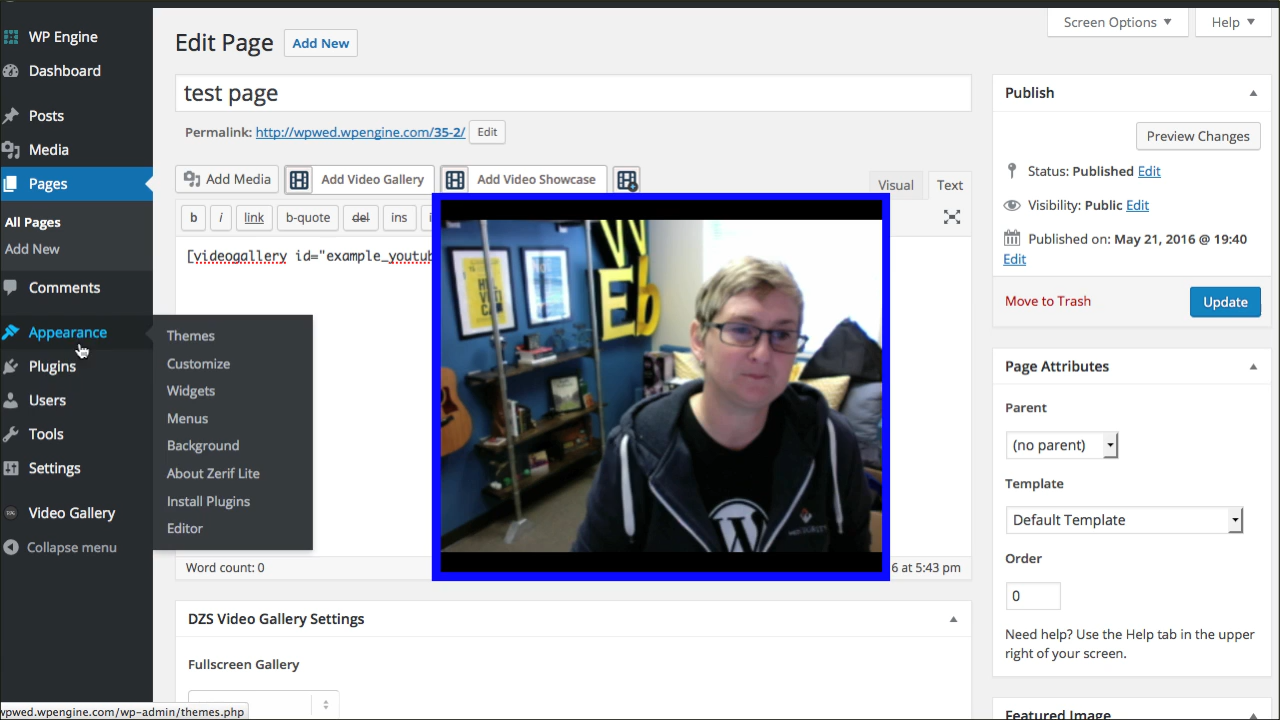 WP Engine
Dashboard
Posts
Media
Pages
All Pages
Add New
Comments
Appearance
Plugins
Users
Tools
Settings
Video Gallery
Collapse menu
Themes
Customize
Widgets
Menus
Background
About Zerif Lite
Install Plugins
Editor
wpwed.wpengine.com/wp-admin/themes.php
Screen Options
Help
Edit Page
Add New
test page
Permalink: http://wpwed.wpengine.com/35-2/ Edit
Add Media
Add Video Gallery
Add Video Showcase
Visual
Text
b
i
link
b-quote
del
ins
[videogallery id="example_youtub
W
Eb
W
Word count: 0
6 at 5:43 pm
DZS Video Gallery Settings
Fullscreen Gallery
Publish
Preview Changes
Status: Published Edit
Visibility: Public Edit
Published on: May 21, 2016 @ 19:40
Edit
Move to Trash
Update
Page Attributes
Parent
(no parent)
Template
Default Template
Order
0
Need help? Use the Help tab in the upper
right of your screen.
Featured Image